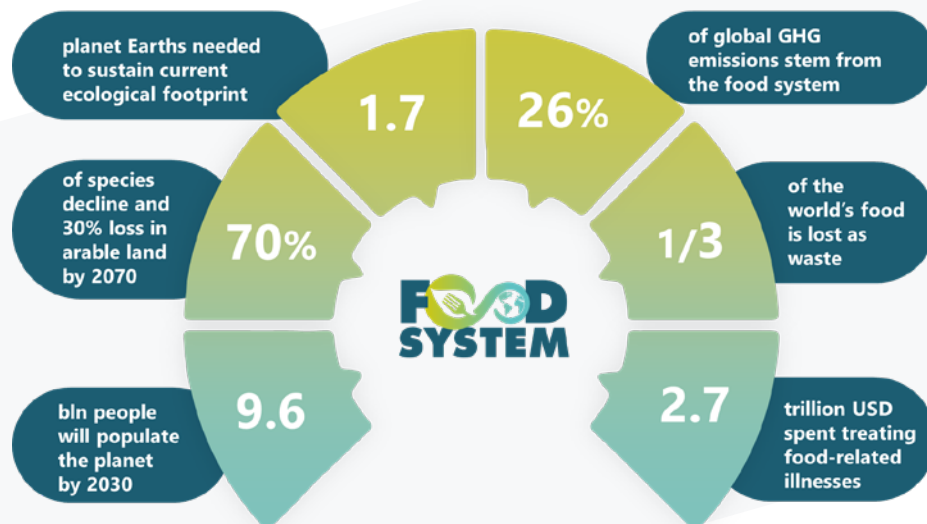 planet Earths needed
to sustain current
ecological footprint
1.7
26%
of global GHG
emissions stem from
the food system
of species
decline and
30% loss in
arable land
by 2070
70%
1/3
of the
world's food
is lost as
waste
FOOD
SYSTEM
bln people
will populate
the planet
by 2030
9.6
2.7
trillion USD
spent treating
food-related
illnesses